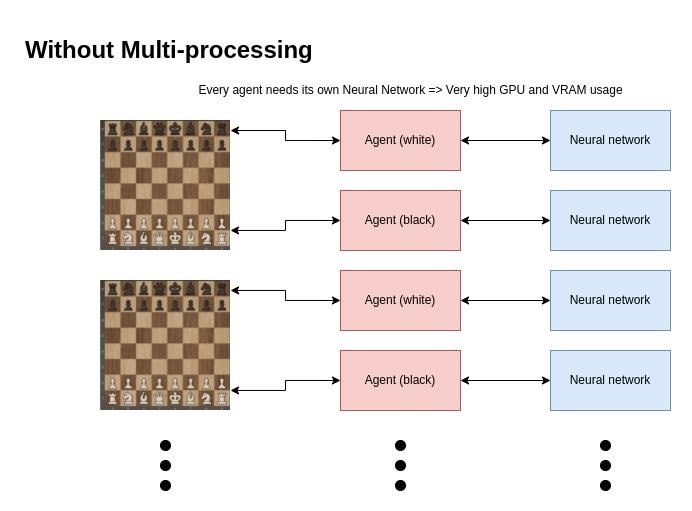 Without Multi-processing
Every agent needs its own Neural Network => Very high GPU and VRAM usage
Agent (white)
Neural network
Agent (black)
Neural network
Agent (white)
Neural network
Agent (black)
Neural network